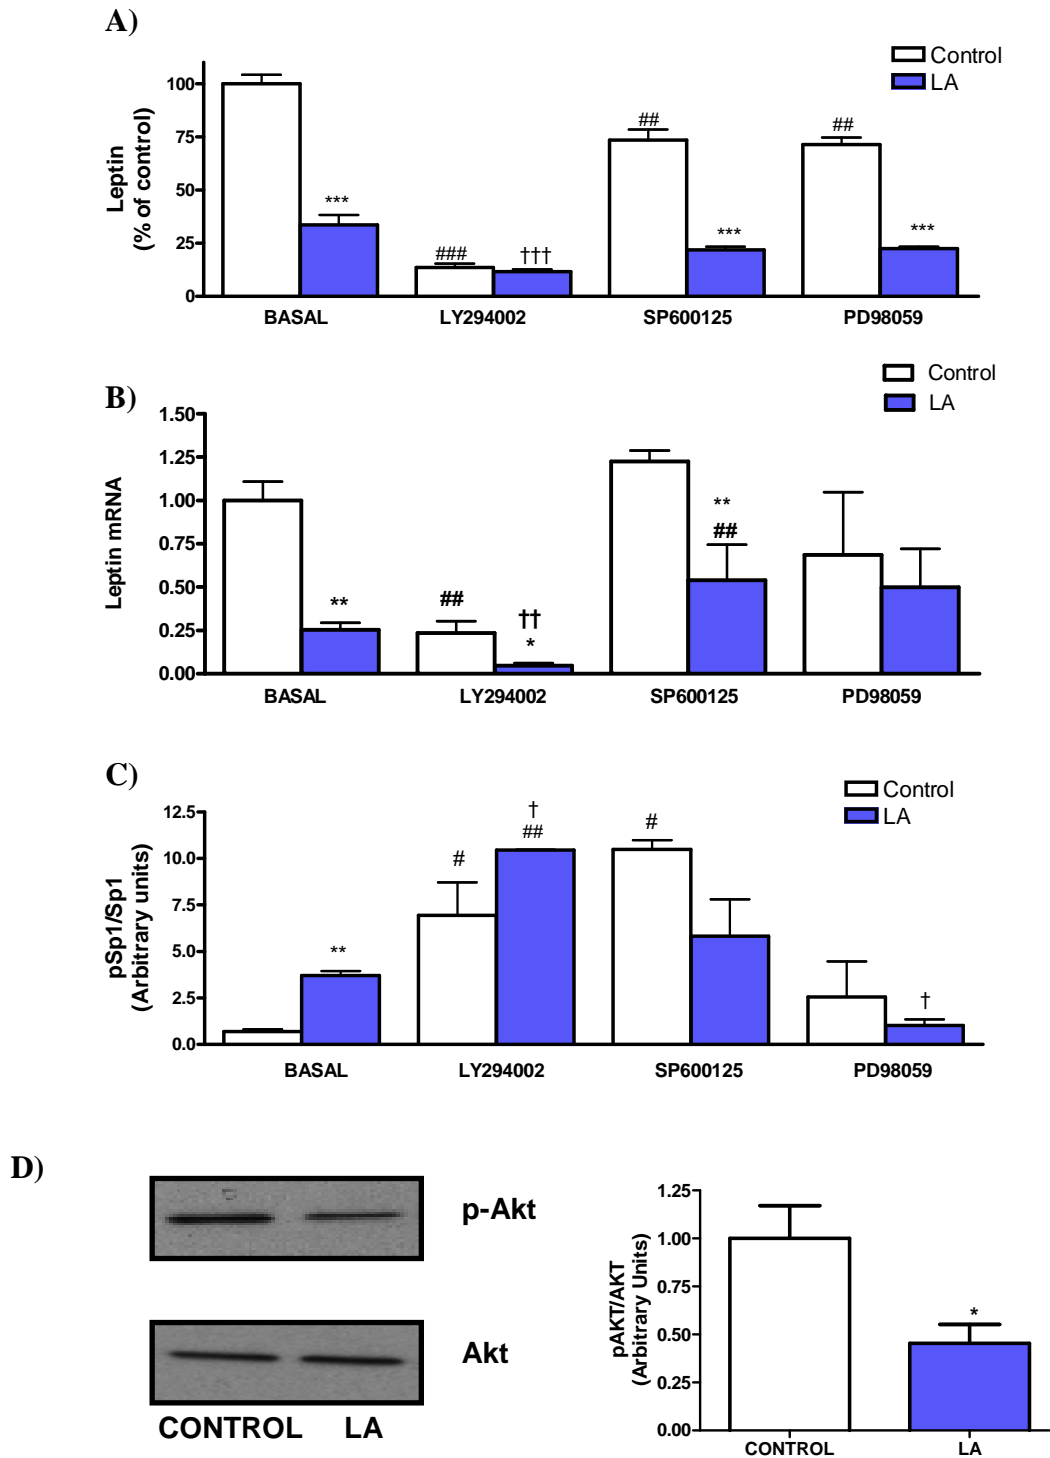 A)
Control
LA
Leptin
(% of control)
100
75
50
25
0
***
###
†††
##
***
##
***
BASAL LY294002 SP600125 PD98059
B)
Control
LA
Leptin mRNA
1.50
1.25
1.00
0.75
0.50
0.25
0.00
**
##
††
*
**
##
BASAL LY294002 SP600125 PD98059
C)
Control
LA
pSp1/Sp1
(Arbitrary units)
12.5
10.0
7.5
5.0
2.5
0.0
**
#
†
##
#
†
BASAL LY294002 SP600125 PD98059
D)
p-Akt
Akt
CONTROL LA
pAKT/AKT
(Arbitrary Units)
1.25
1.00
0.75
0.50
0.25
0.00
*
CONTROL LA